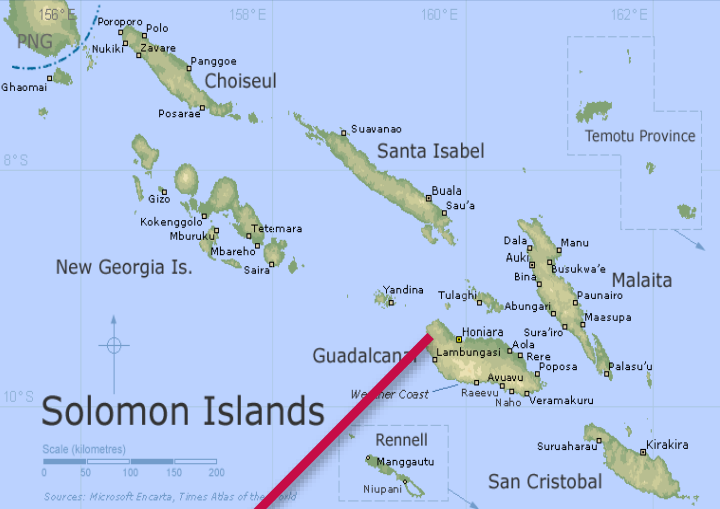 156°E
158°E
160°E
162°E
PNG
Poroporo
Polo
Nukiki
Zavare
Panggoe
Ghaomai
Choiseul
Posarae
Suavanao
Temotu Province
Santa Isabel
8°S
Gizo
Buala
Sau'a
Kokenggolo
Mburuku
Tetemara
Mbareho
Saira
New Georgia Is.
Dala
Manu
Auki
Busukwa'e
Bina
Malaita
Yandina
Tulaghi
Paunairo
Abungari
Maasupa
Sura'iro
Honiara
Guadalcanal
Lambungasi
Aola
Rere
Poposa
Palasu'u
Avuavu
Weather Coast
Raeevu
Naho
Veramakuru
10°S
Solomon Islands
Rennell
Suruaharau
Kirakira
Scale (kilometres)
0 50 100 150 200
Manggautu
Niupani
San Cristobal
Sources: Microsoft Encarta, Times Atlas of the World